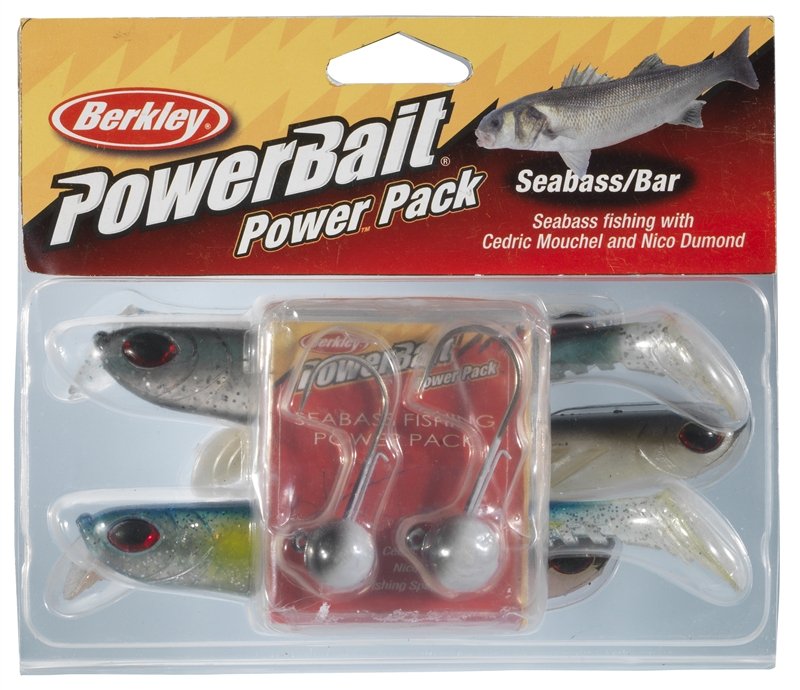 Berkley®
PowerBait®
Power Pack™
Seabass/Bar
Seabass fishing with
Cedric Mouchel and Nico Dumond
Berkley
PowerBait
Power Pack
SEABASS FISHING
POWER PACK